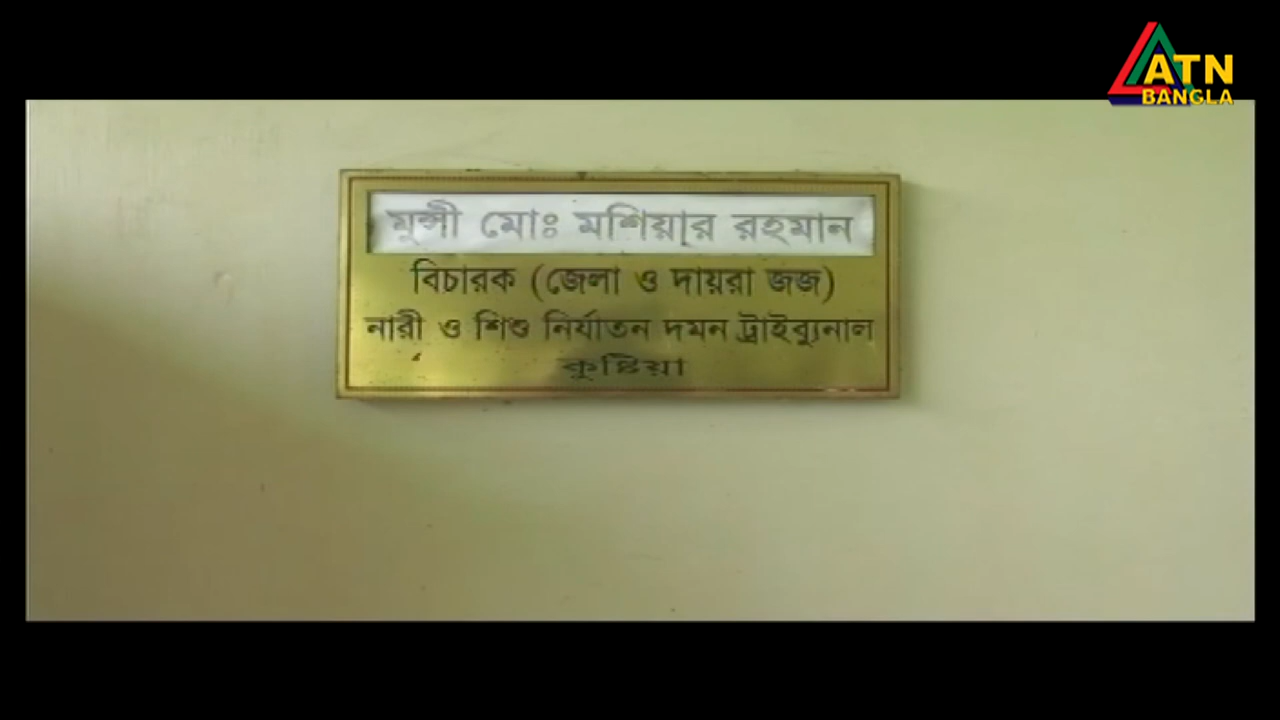 ATN
BANGLA
মুন্সী মোঃ মশিয়ার রহমান
বিচারক (জেলা ও দায়রা জজ)
নারী ও শিশু নির্যাতন দমন ট্রাইব্যুনাল
কুষ্টিয়া